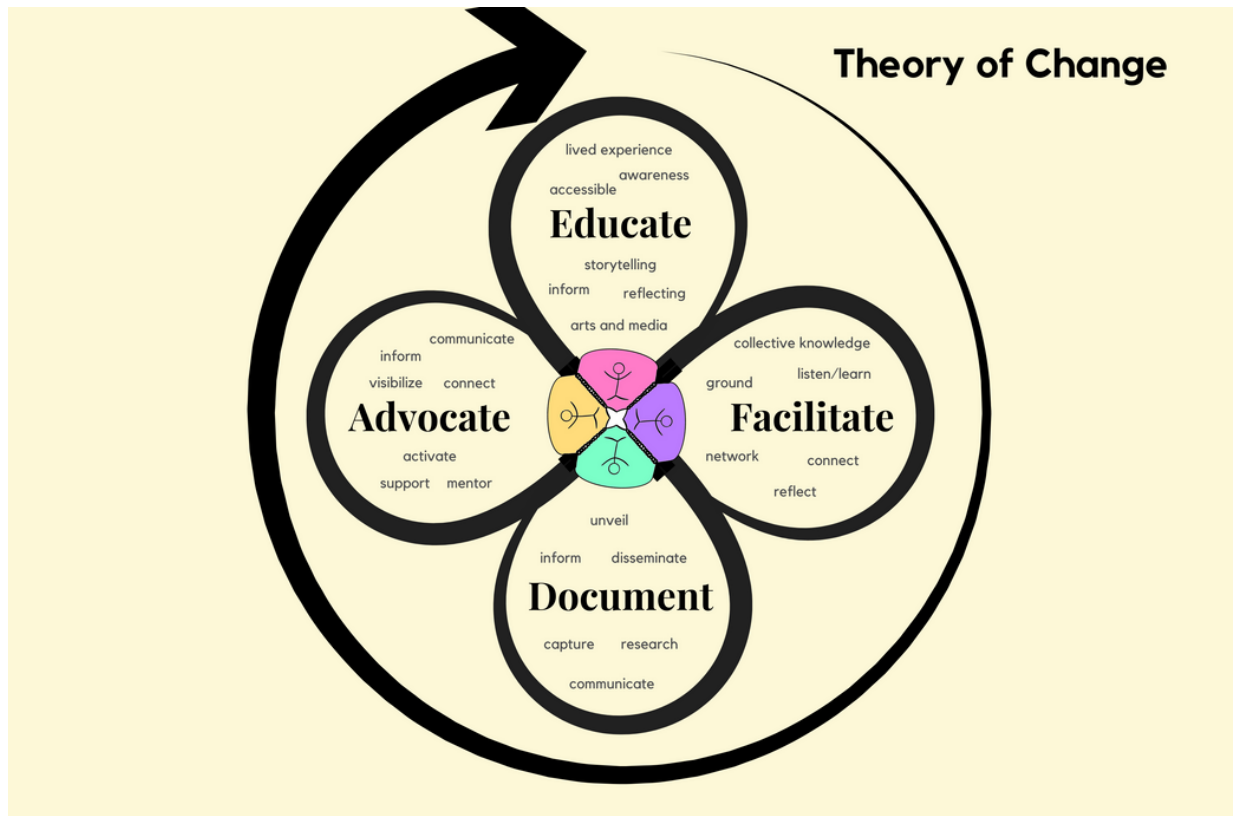 Theory of Change
lived experience
awareness
accessible
Educate
storytelling
inform reflecting
arts and media
communicate
inform
visibilize connect
Advocate
activate
support mentor
collective knowledge
listen/learn
ground
Facilitate
network
connect
reflect
unveil
inform disseminate
Document
capture research
communicate